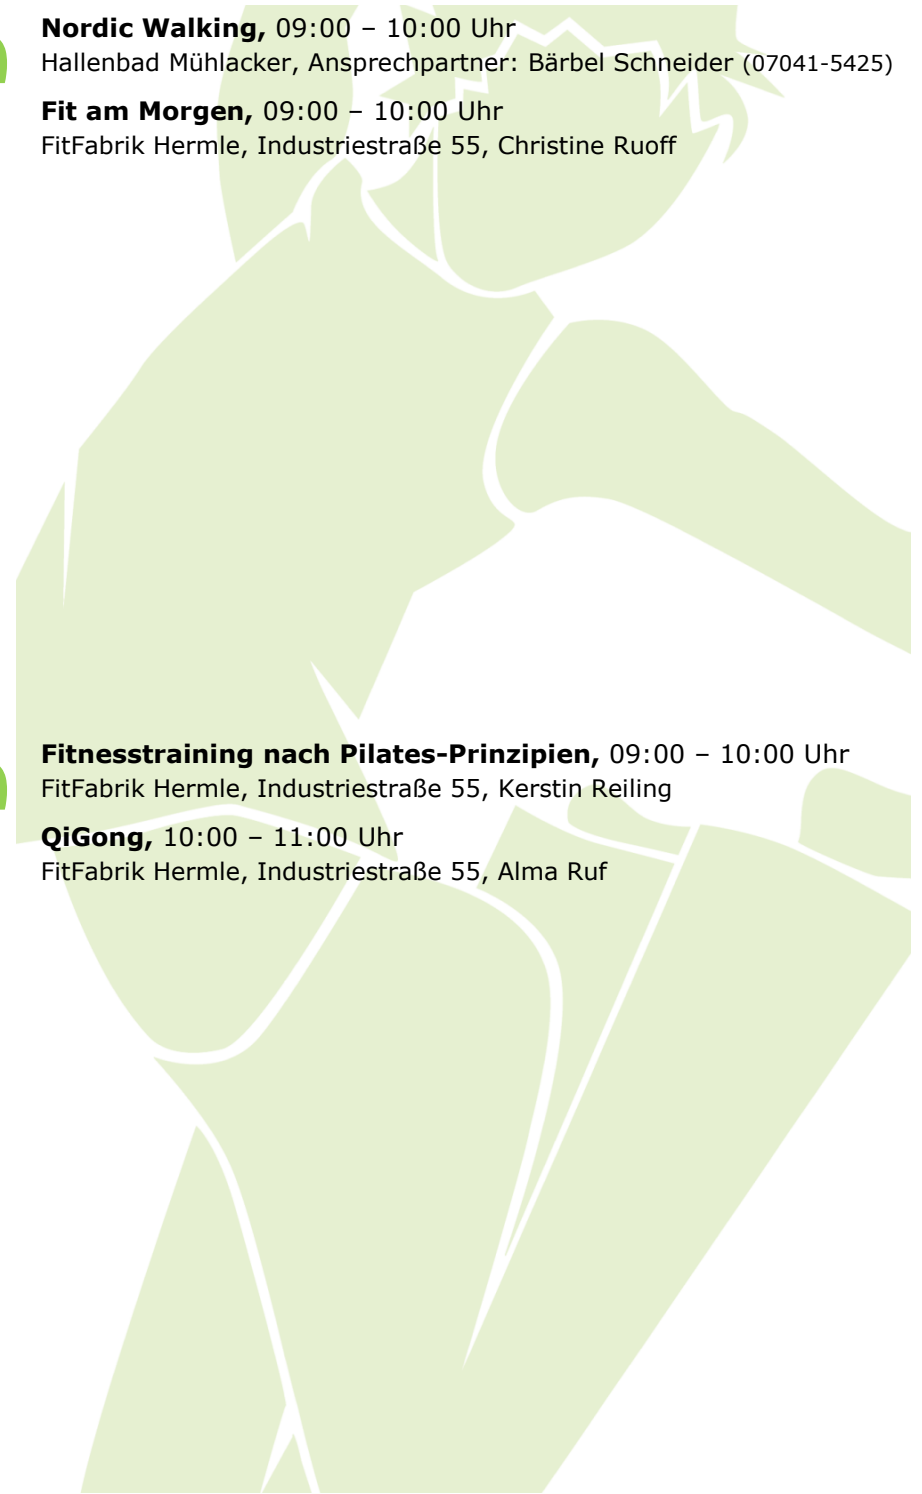 Nordic Walking, 09:00 – 10:00 Uhr
Hallenbad Mühlacker, Ansprechpartner: Bärbel Schneider (07041-5425)
Fit am Morgen, 09:00 – 10:00 Uhr
FitFabrik Hermle, Industriestraße 55, Christine Ruoff
Fitnesstraining nach Pilates-Prinzipien, 09:00 – 10:00 Uhr
FitFabrik Hermle, Industriestraße 55, Kerstin Reiling
QiGong, 10:00 – 11:00 Uhr
FitFabrik Hermle, Industriestraße 55, Alma Ruf